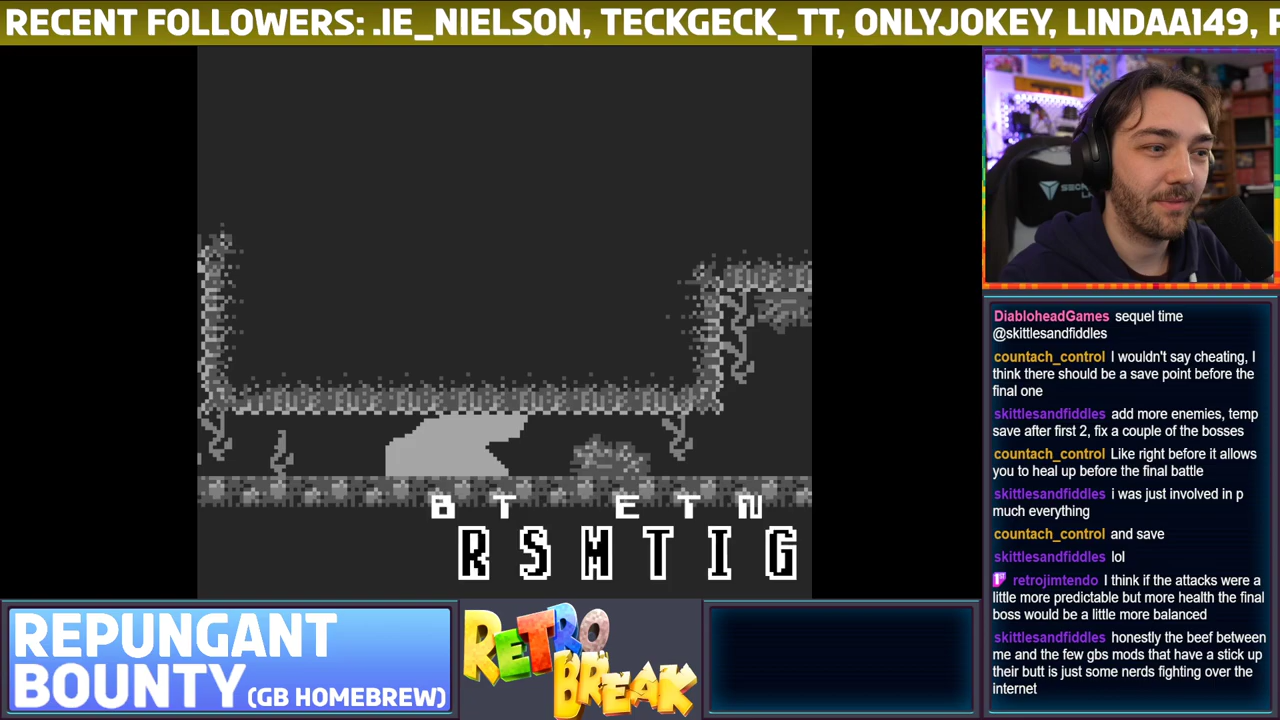 RECENT FOLLOWERS: .IE_NIELSON, TECKGECK_TT, ONLYJOKEY, LINDAA149,
DiabloheadGames sequel time
@skittlesandfiddles
countach_control I wouldn't say cheating, I
think there should be a save point before the
final one
skittlesandfiddles add more enemies, temp
save after first 2, fix a couple of the bosses
countach_control Like right before it allows
you to heal up before the final battle
skittlesandfiddles i was just involved in p
much everything
countach_control and save
skittlesandfiddles lol
retrojimtendo I think if the attacks were a
little more predictable but more health the final
boss would be a little more balanced
skittlesandfiddles honestly the beef between
me and the few gbs mods that have a stick up
their butt is just some nerds fighting over the
internet
B T E T N
R S M T I G
REPUNGANT
BOUNTY (GB HOMEBREW)
RETRO
BREAK